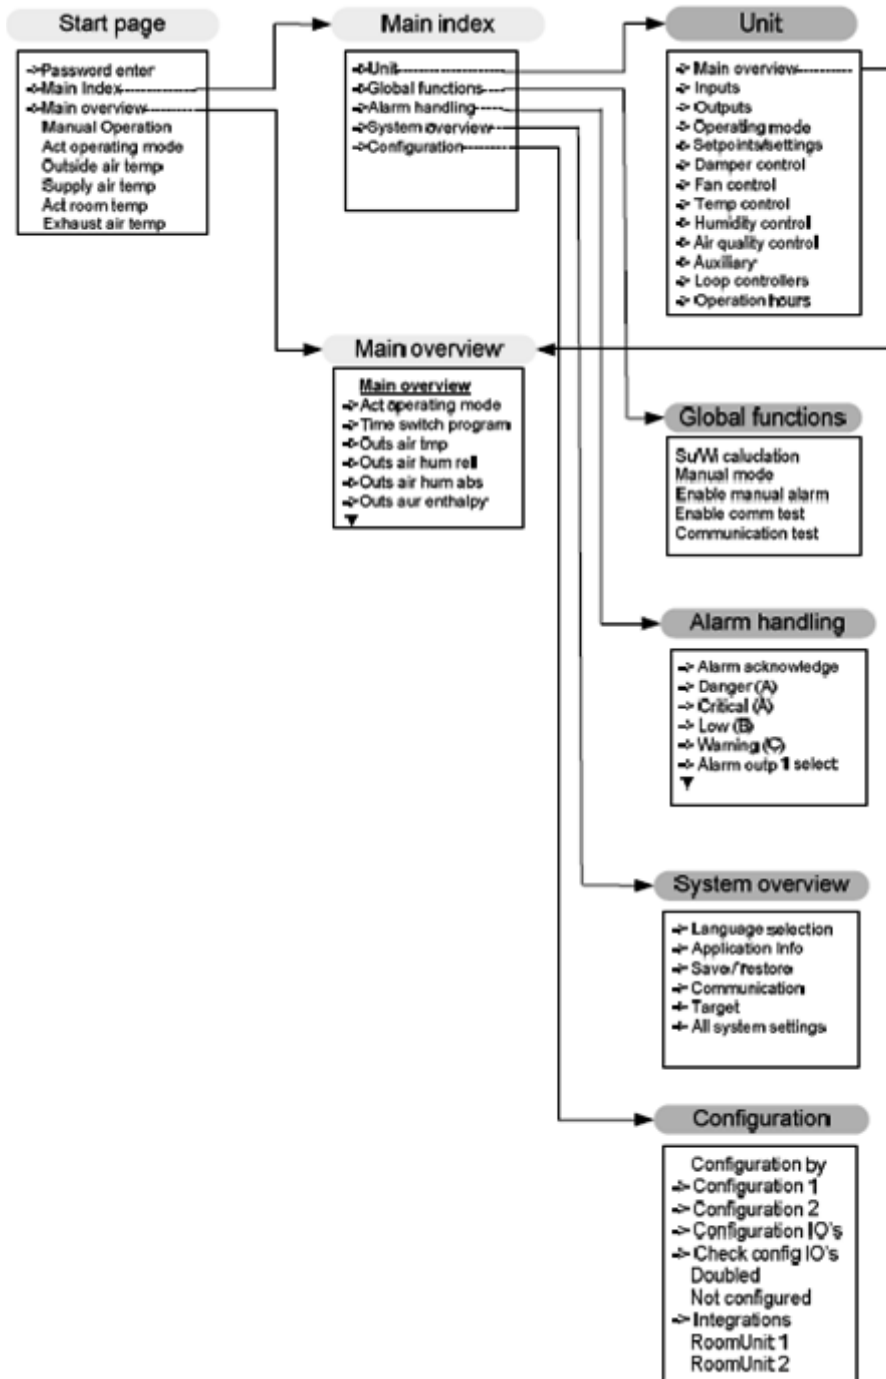 Start page
Password enter
Main Index
Main overview
Manual Operation
Act operating mode
Outside air temp
Supply air temp
Act room temp
Exhaust air temp
Main index
Unit
Global functions
Alarm handling
System overview
Configuration
Unit
Main overview
Inputs
Outputs
Operating mode
Setpoints/settings
Damper control
Fan control
Temp control
Humidity control
Air quality control
Auxiliary
Loop controllers
Operation hours
Main overview
Main overview
Act operating mode
Time switch program
Outs air tmp
Outs air hum rel
Outs air hum abs
Outs aur enthalpy
Global functions
Su/Wi caluclation
Manual mode
Enable manual alarm
Enable comm test
Communication test
Alarm handling
Alarm acknowledge
Danger (A)
Critical (A)
Low (B)
Warning (C)
Alarm outp 1 select
System overview
Language selection
Application Info
Save/restore
Communication
Target
All system settings
Configuration
Configuration by
Configuration 1
Configuration 2
Configuration IO's
Check config IO's
Doubled
Not configured
Integrations
RoomUnit 1
RoomUnit 2